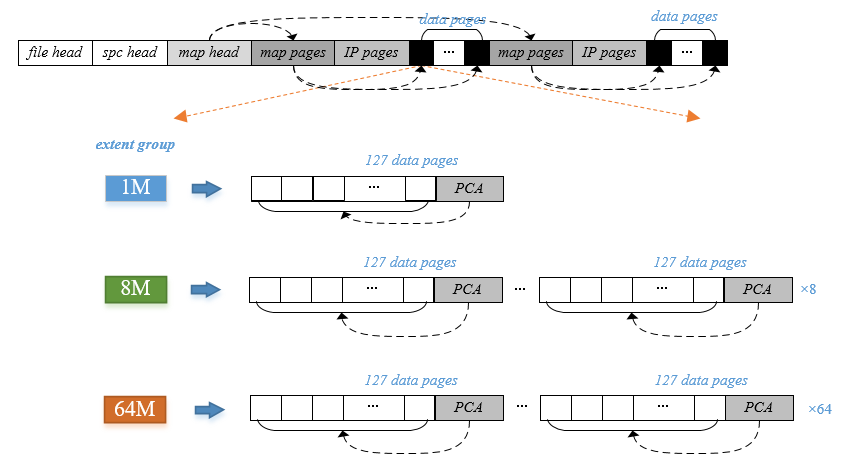 data pages data pages
file head spc head map head map pages IP pages ... map pages IP pages ...
extent group
127 data pages
1M ... PCA
127 data pages 127 data pages
8M ... PCA ... ... PCA ×8
127 data pages 127 data pages
64M ... PCA ... ... PCA ×64